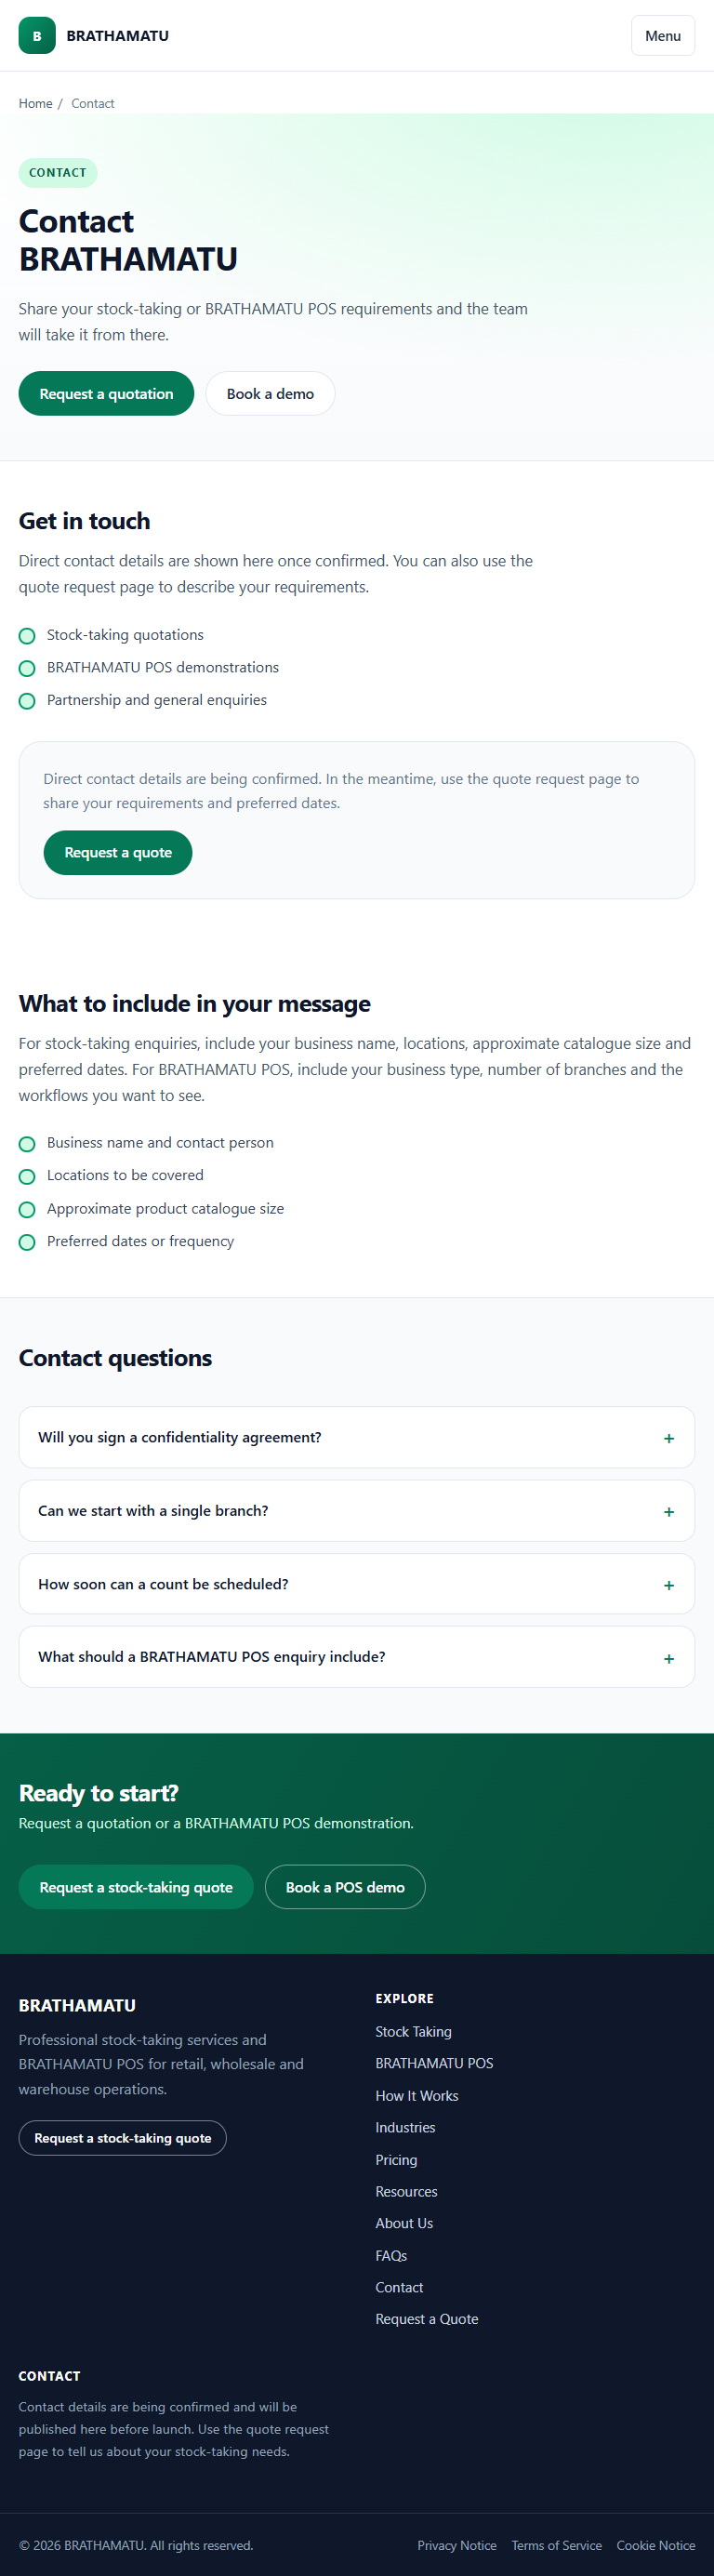 B
BRATHAMATU
Menu
Home / Contact
CONTACT
Contact
BRATHAMATU
Share your stock-taking or BRATHAMATU POS requirements and the team
will take it from there.
Request a quotation
Book a demo
Get in touch
Direct contact details are shown here once confirmed. You can also use the
quote request page to describe your requirements.
Stock-taking quotations
BRATHAMATU POS demonstrations
Partnership and general enquiries
Direct contact details are being confirmed. In the meantime, use the quote request page to
share your requirements and preferred dates.
Request a quote
What to include in your message
For stock-taking enquiries, include your business name, locations, approximate catalogue size and
preferred dates. For BRATHAMATU POS, include your business type, number of branches and the
workflows you want to see.
Business name and contact person
Locations to be covered
Approximate product catalogue size
Preferred dates or frequency
Contact questions
Will you sign a confidentiality agreement? +
Can we start with a single branch? +
How soon can a count be scheduled? +
What should a BRATHAMATU POS enquiry include? +
Ready to start?
Request a quotation or a BRATHAMATU POS demonstration.
Request a stock-taking quote
Book a POS demo
BRATHAMATU
Professional stock-taking services and
BRATHAMATU POS for retail, wholesale and
warehouse operations.
Request a stock-taking quote
EXPLORE
Stock Taking
BRATHAMATU POS
How It Works
Industries
Pricing
Resources
About Us
FAQs
Contact
Request a Quote
CONTACT
Contact details are being confirmed and will be
published here before launch. Use the quote request
page to tell us about your stock-taking needs.
© 2026 BRATHAMATU. All rights reserved.
Privacy Notice
Terms of Service
Cookie Notice